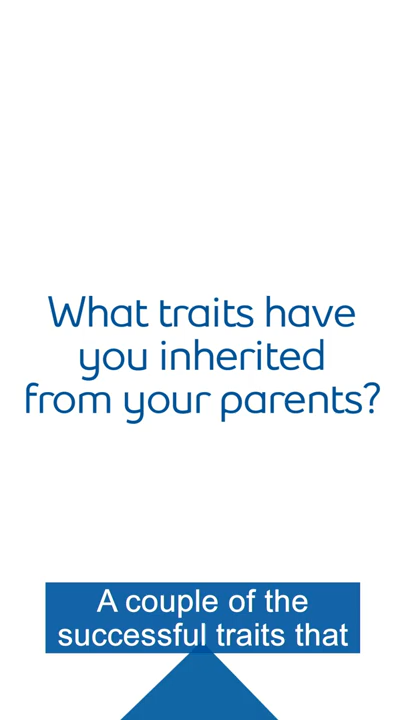 What traits have
you inherited
from your parents?
A couple of the
successful traits that